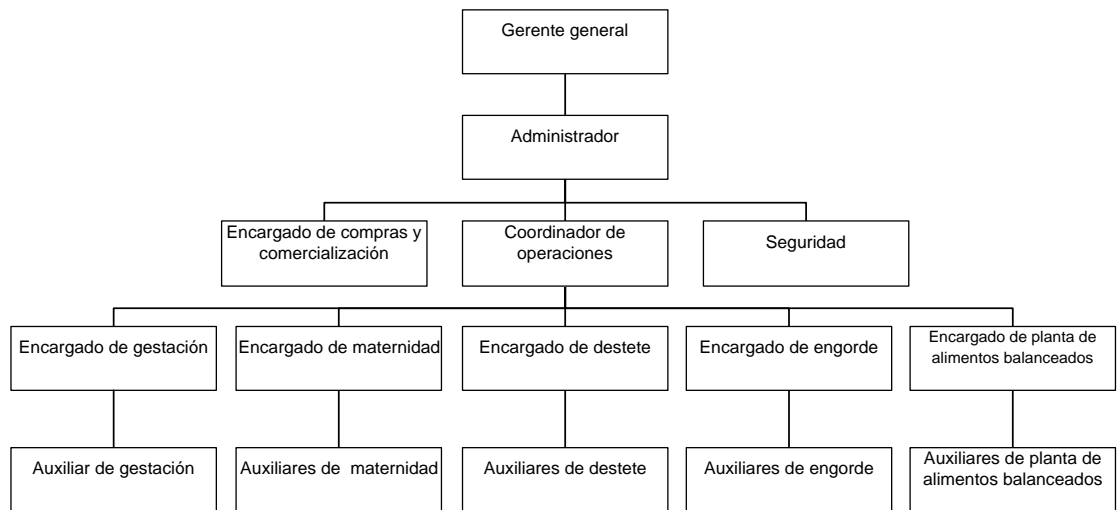 Gerente general
Administrador
Encargado de compras y
comercialización
Coordinador de
operaciones
Seguridad
Encargado de gestación
Encargado de maternidad
Encargado de destete
Encargado de engorde
Encargado de planta de
alimentos balanceados
Auxiliar de gestación
Auxiliares de  maternidad
Auxiliares de destete
Auxiliares de engorde
Auxiliares de planta de
alimentos balanceados